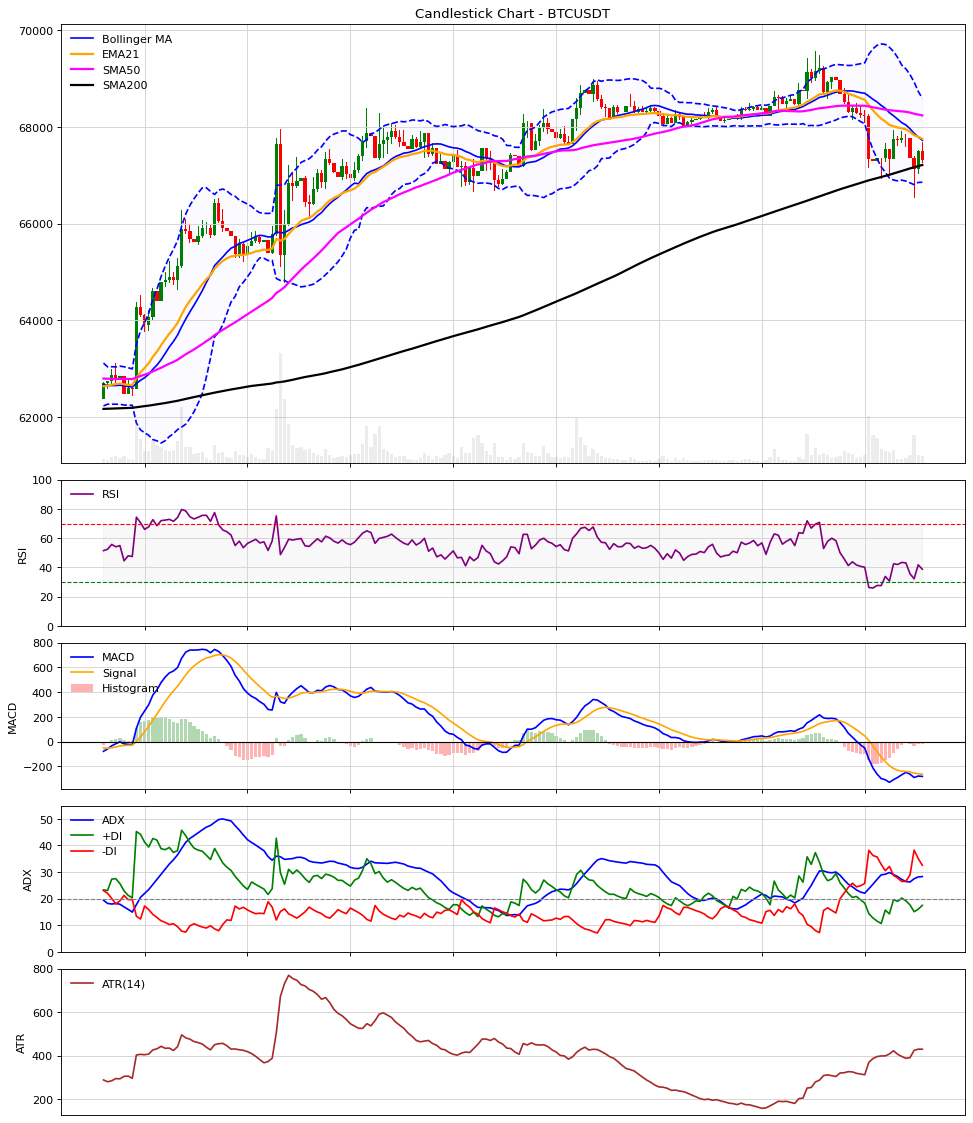 Candlestick Chart - BTCUSDT
70000
68000
66000
64000
62000
Bollinger MA
EMA21
SMA50
SMA200
100
80
60
40
20
0
RSI
RSI
800
600
400
200
0
−200
MACD
MACD
Signal
Histogram
50
40
30
20
10
0
ADX
ADX
+DI
-DI
800
600
400
200
ATR
ATR(14)